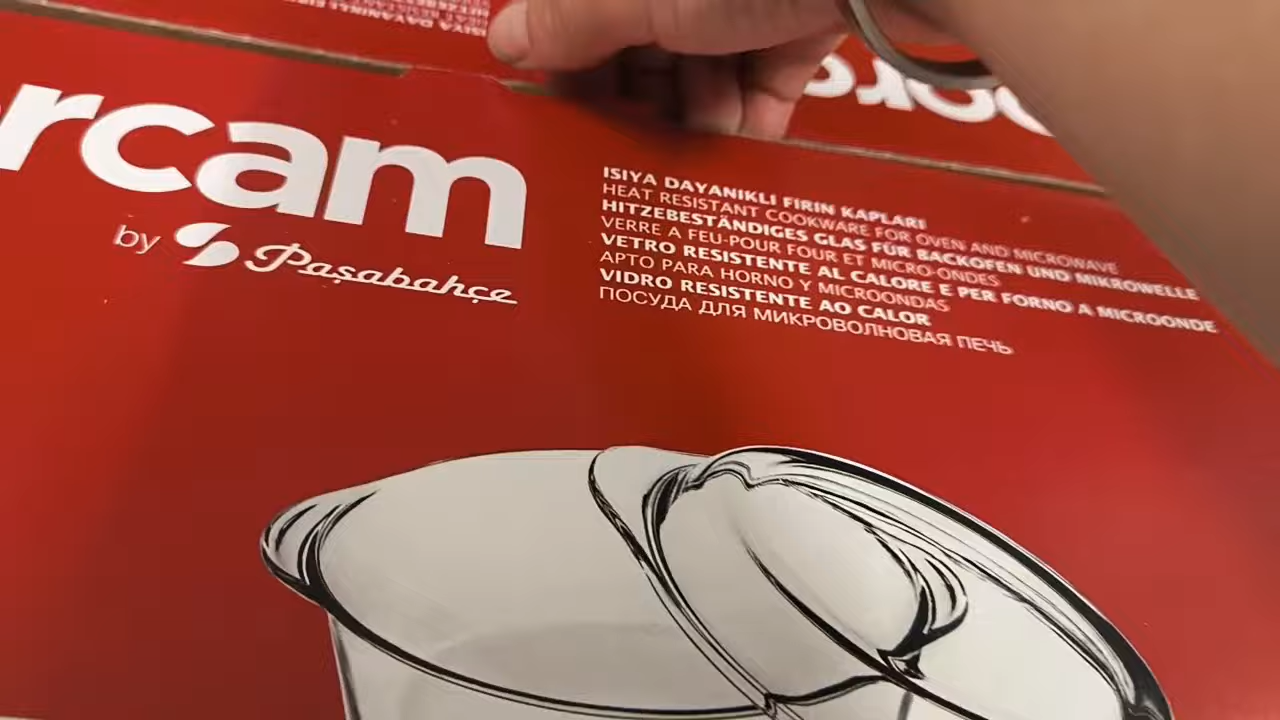 rcam
by Paşabahçe
ISIYA DAYANIKLI FIRIN KAPLARI
HEAT RESISTANT COOKWARE FOR OVEN AND MICROWAVE
HITZEBESTÄNDIGES GLAS FÜR BACKOFEN UND MIKROWELLE
VERRE A FEU-POUR FOUR ET MICRO-ONDES
VETRO RESISTENTE AL CALORE E PER FORNO A MICROONDE
APTO PARA HORNO Y MICROONDAS
VIDRO RESISTENTE AO CALOR
ПОСУДА ДЛЯ МИКРОВОЛНОВАЯ ПЕЧЬ